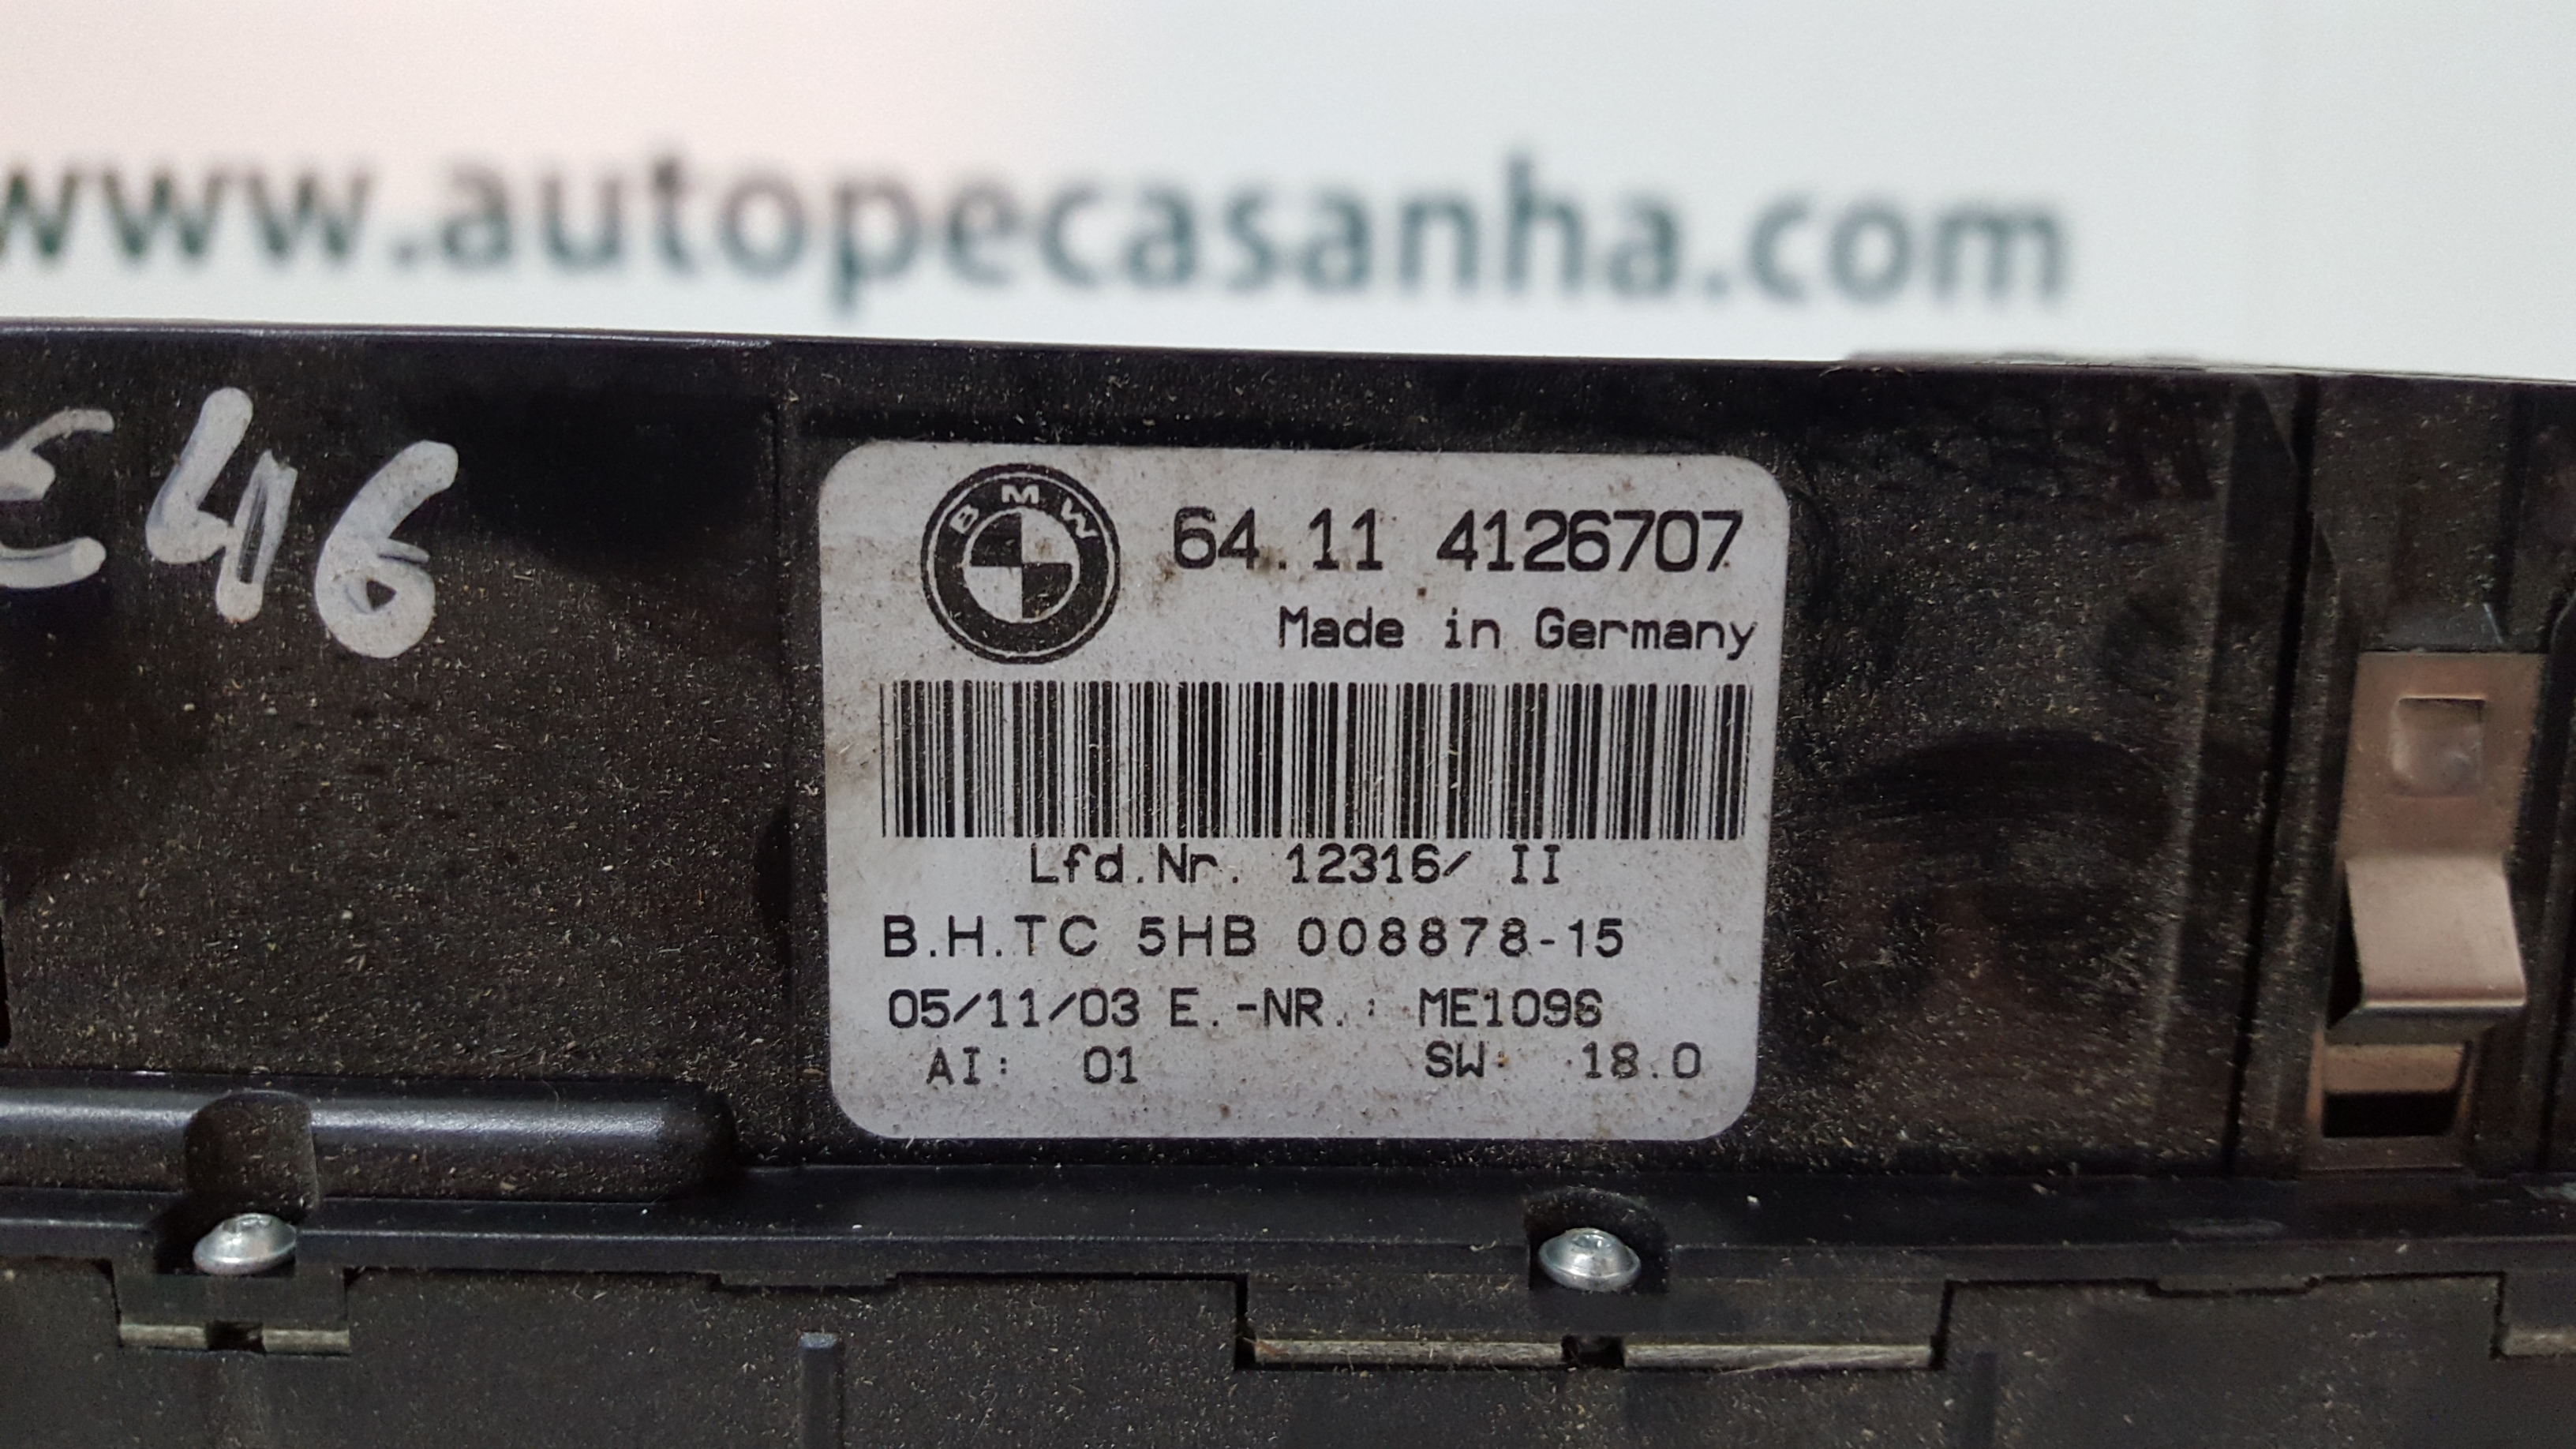 www.autopecasanha.com
E46
BMW
64.11 4126707
Made in Germany
Lfd.Nr. 12316/ II
B.H.TC 5HB 008878-15
05/11/03 E.-NR.: ME1096
AI: 01 SW: 18.0